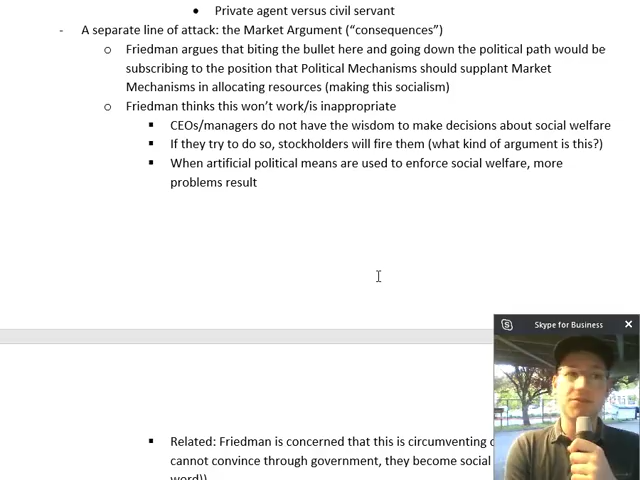 Private agent versus civil servant
- A separate line of attack: the Market Argument (“consequences”)
o Friedman argues that biting the bullet here and going down the political path would be
subscribing to the position that Political Mechanisms should supplant Market
Mechanisms in allocating resources (making this socialism)
o Friedman thinks this won’t work/is inappropriate
CEOs/managers do not have the wisdom to make decisions about social welfare
If they try to do so, stockholders will fire them (what kind of argument is this?)
When artificial political means are used to enforce social welfare, more
problems result
Skype for Business
Related: Friedman is concerned that this is circumventing
cannot convince through government, they become social
word))